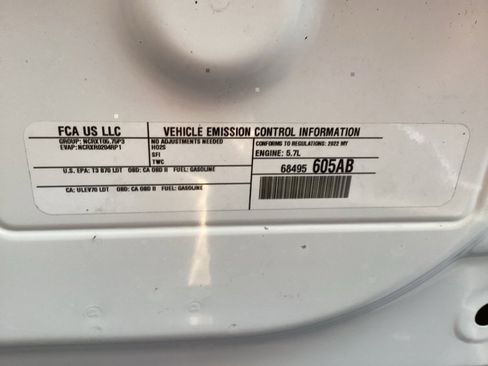 FCA US LLC
VEHICLE EMISSION CONTROL INFORMATION
GROUP: NCRXT05.75P3
EVAP: NCRXR0204RP1
NO ADJUSTMENTS NEEDED
HO2S
SFI
TWC
CONFORMS TO REGULATIONS: 2022 MY
ENGINE: 5.7L
U.S. EPA: T3 B70 LDT OBD: CA OBD II FUEL: GASOLINE
CA: ULEV70 LDT OBD: CA OBD II FUEL: GASOLINE
68495 605AB